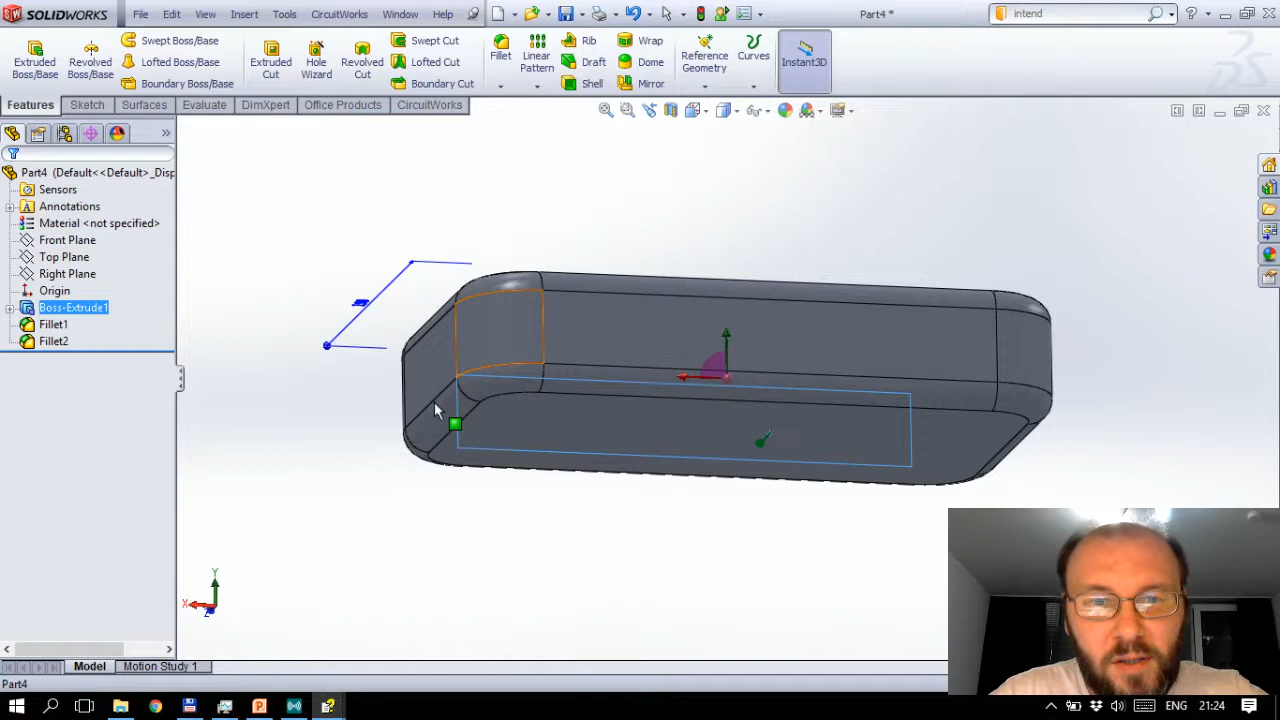 SOLIDWORKS File Edit View Insert Tools CircuitWorks Window Help Part4 * intend
Extruded Boss/Base
Revolved Boss/Base
Swept Boss/Base
Lofted Boss/Base
Boundary Boss/Base
Extruded Cut
Hole Wizard
Revolved Cut
Swept Cut
Lofted Cut
Boundary Cut
Fillet
Linear Pattern
Rib
Draft
Shell
Wrap
Dome
Mirror
Reference Geometry
Curves
Instant3D
Features Sketch Surfaces Evaluate DimXpert Office Products CircuitWorks
Part4 (Default<<Default>_Disp
Sensors
Annotations
Material <not specified>
Front Plane
Top Plane
Right Plane
Origin
Boss-Extrude1
Fillet1
Fillet2
Y
X
Z
Model Motion Study 1
Part4
ENG 21:24